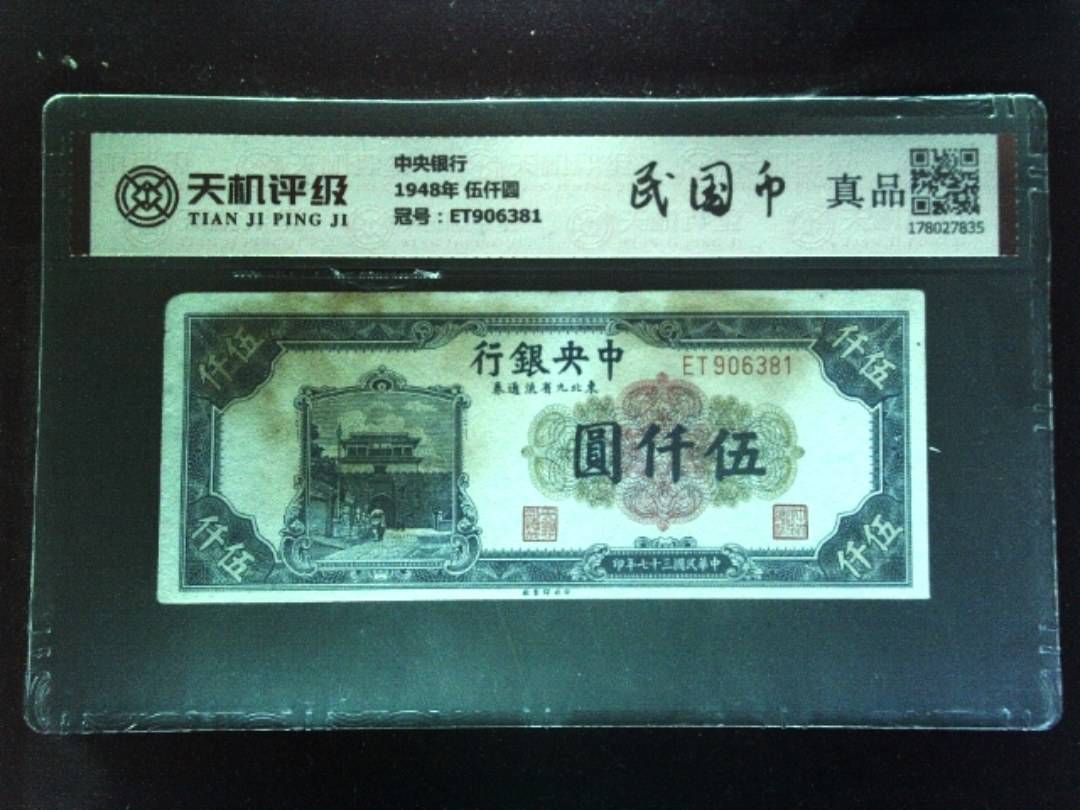 天机评级
TIAN JI PING JI
中央银行
1948年 伍仟圆
冠号：ET906381
民国币
真品
178027835
伍仟
伍仟
中央銀行
ET906381
東北九省流通券
伍仟圓
伍仟
伍仟
中華民國三十七年印